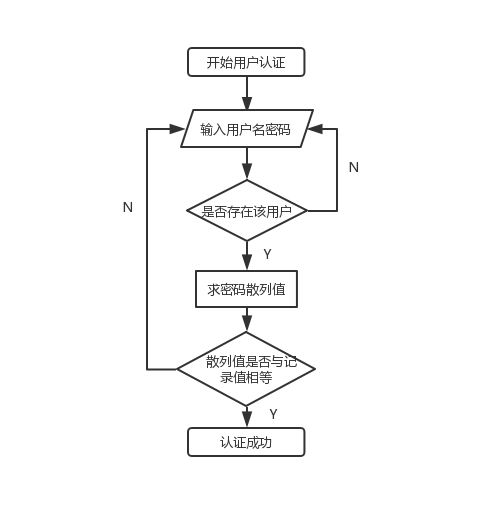 开始用户认证
输入用户名密码
N
N
是否存在该用户
Y
求密码散列值
散列值是否与记
录值相等
Y
认证成功